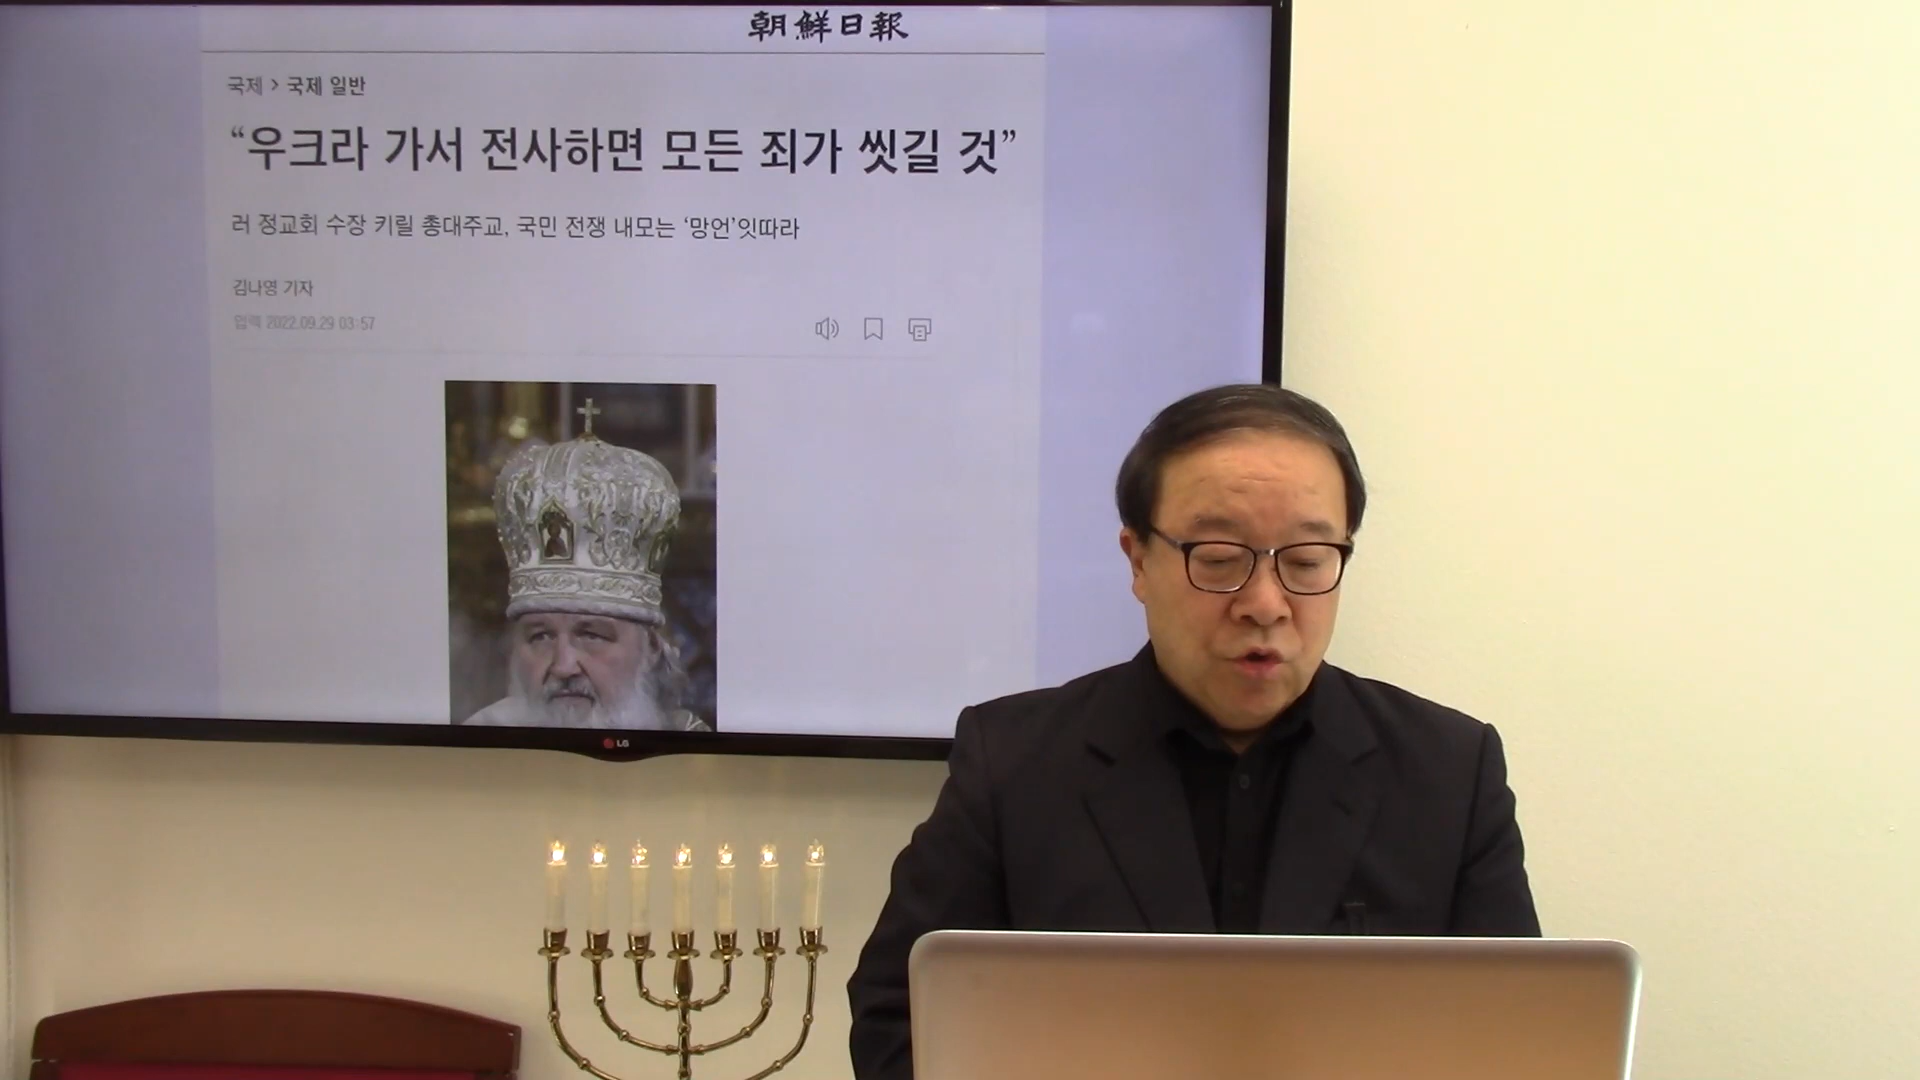 朝鮮日報
국제 > 국제 일반
“우크라 가서 전사하면 모든 죄가 씻길 것”
러 정교회 수장 키릴 총대주교, 국민 전쟁 내모는 ‘망언’잇따라
김나영 기자
입력 2022.09.29 03:57
LG